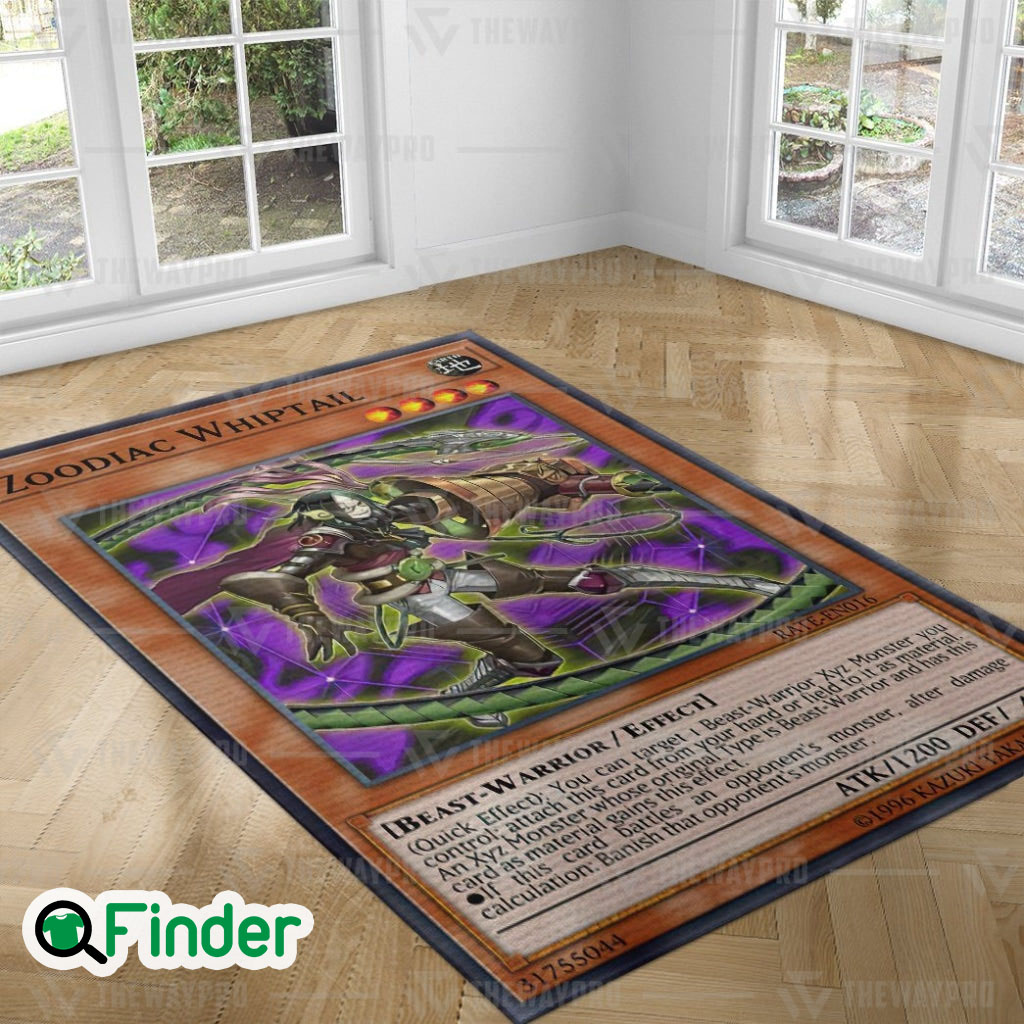 THEWAYPRO
ZOODIAC WHIPTAIL
EARTH
地
RATE-EN016
[BEAST-WARRIOR / EFFECT]
(Quick Effect): You can target 1 Beast-Warrior Xyz Monster you
control; attach this card from your hand or field to it as material.
An Xyz Monster whose original Type is Beast-Warrior and has this
card as material gains this effect.
●If this card battles an opponent's monster, after damage
calculation: Banish that opponent's monster.
ATK/1200 DEF/
31755044
©1996 KAZUKI TAKA
Finder